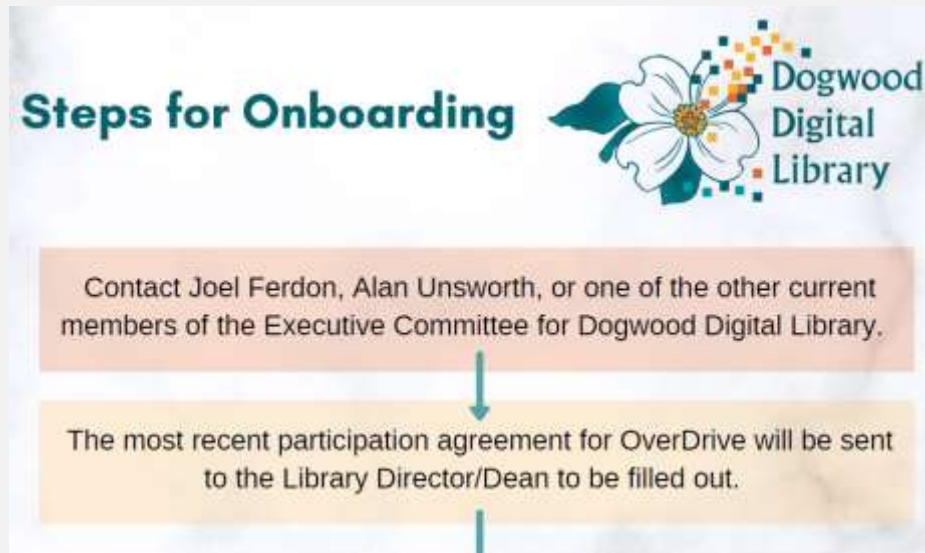 Steps for Onboarding
Dogwood
Digital
Library
Contact Joel Ferdon, Alan Unsworth, or one of the other current
members of the Executive Committee for Dogwood Digital Library.
The most recent participation agreement for OverDrive will be sent
to the Library Director/Dean to be filled out.